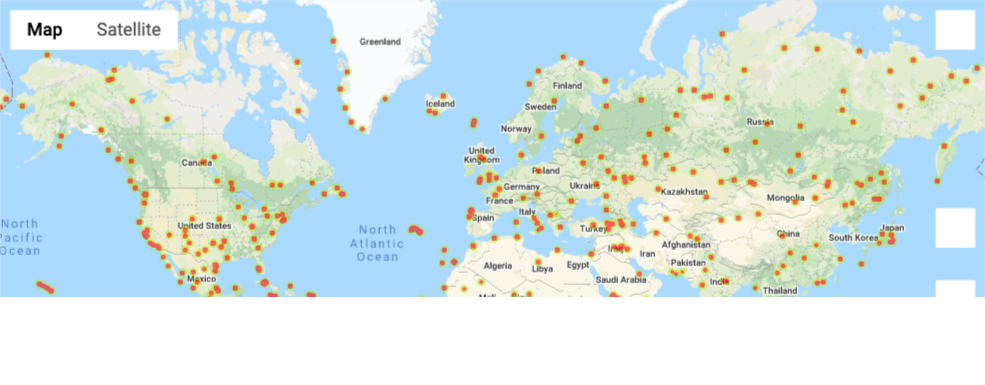 Map Satellite
Greenland
Iceland
Finland
Sweden
Norway
Russia
Canada
United
Kingdom
Poland
Germany
Ukraine
Kazakhstan
Mongolia
France
Italy
Spain
Turkey
United States
North
Pacific
Ocean
North
Atlantic
Ocean
China
South Korea
Japan
Afghanistan
Iraq
Iran
Pakistan
Algeria
Libya
Egypt
Saudi Arabia
Mexico
India
Thailand
Mali